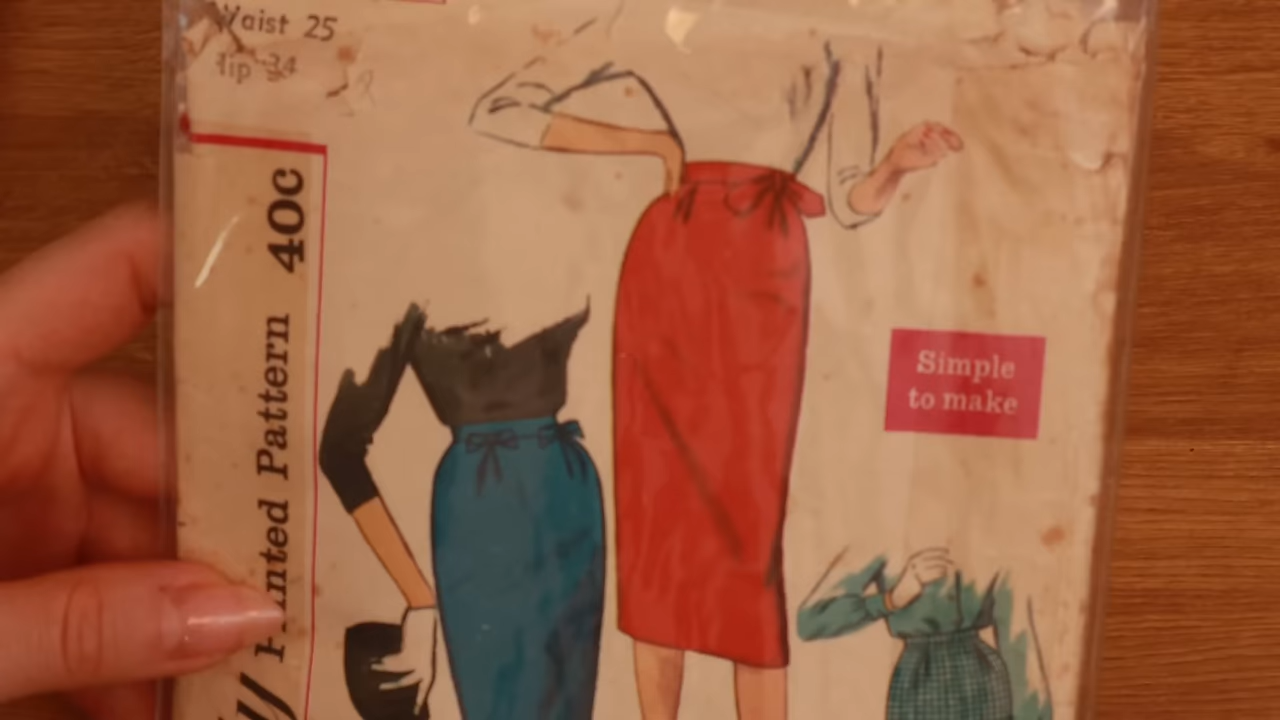 Waist 25
Hip 34
Printed Pattern 40c
Simple
to make